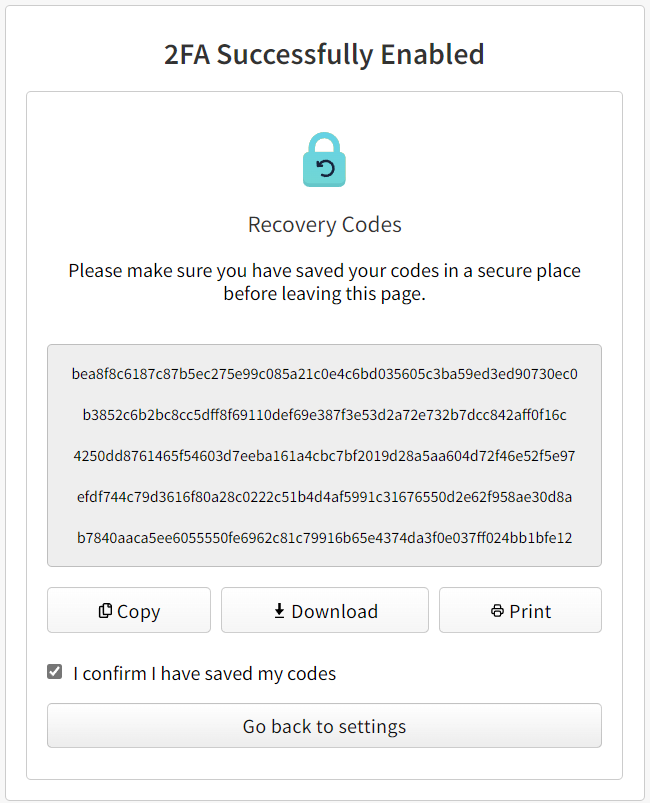 2FA Successfully Enabled
Recovery Codes
Please make sure you have saved your codes in a secure place
before leaving this page.
bea8f8c6187c87b5ec275e99c085a21c0e4c6bd035605c3ba59ed3ed90730ec0
b3852c6b2bc8cc5dff8f69110def69e387f3e53d2a72e732b7dcc842aff0f16c
4250dd8761465f54603d7eeba161a4cbc7bf2019d28a5aa604d72f46e52f5e97
efdf744c79d3616f80a28c0222c51b4d4af5991c31676550d2e62f958ae30d8a
b7840aaca5ee6055550fe6962c81c79916b65e4374da3f0e037ff024bb1bfe12
Copy
Download
Print
I confirm I have saved my codes
Go back to settings